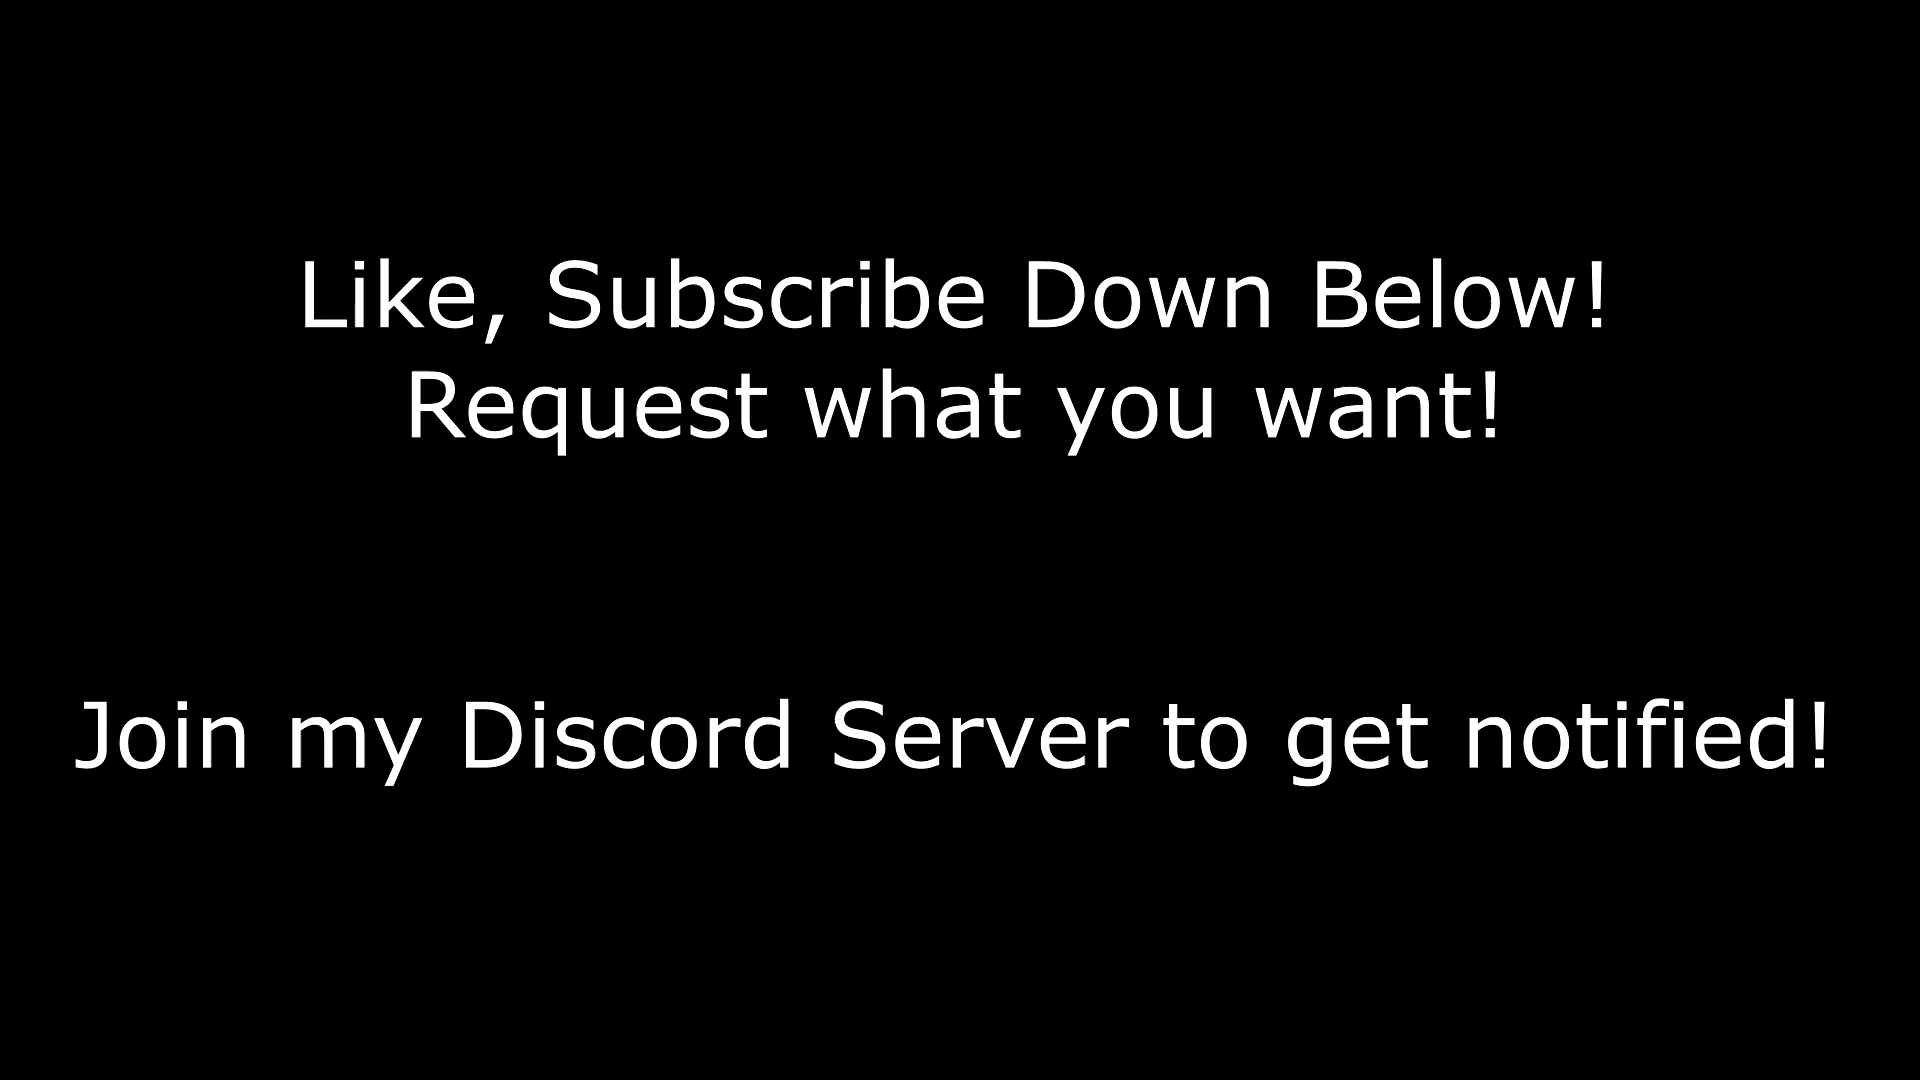 Like, Subscribe Down Below!
Request what you want!
Join my Discord Server to get notified!